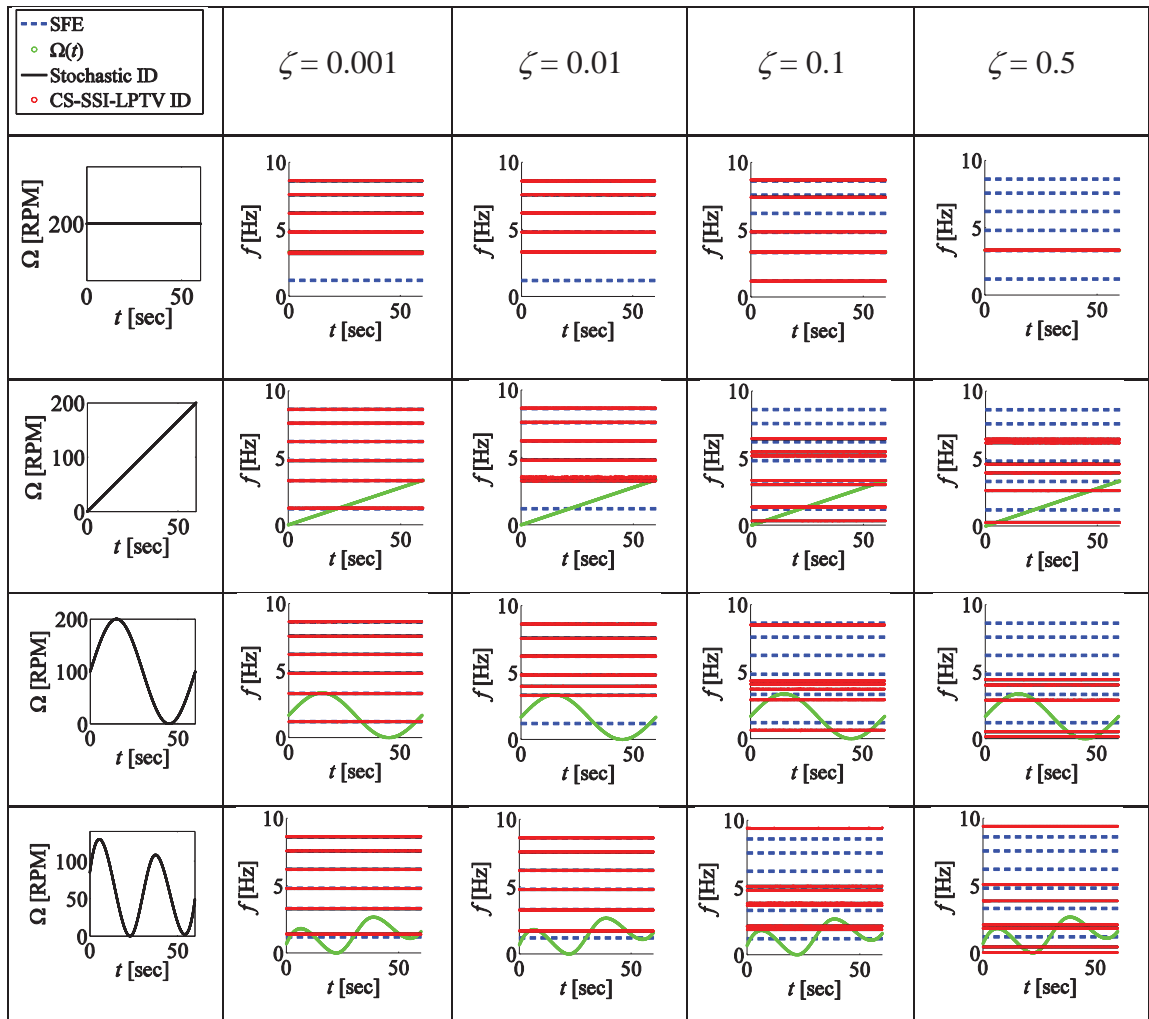 SFE
Ω(t)
Stochastic ID
CS-SSI-LPTV ID
ζ = 0.001
ζ = 0.01
ζ = 0.1
ζ = 0.5
Ω [RPM]
200
0 50
t [sec]
f [Hz]
10
5
0
0 50
t [sec]
f [Hz]
10
5
0
0 50
t [sec]
f [Hz]
10
5
0
0 50
t [sec]
f [Hz]
10
5
0
0 50
t [sec]
Ω [RPM]
200
100
0
0 50
t [sec]
f [Hz]
10
5
0
0 50
t [sec]
f [Hz]
10
5
0
0 50
t [sec]
f [Hz]
10
5
0
0 50
t [sec]
f [Hz]
10
5
0
0 50
t [sec]
Ω [RPM]
200
100
0
0 50
t [sec]
f [Hz]
10
5
0
0 50
t [sec]
f [Hz]
10
5
0
0 50
t [sec]
f [Hz]
10
5
0
0 50
t [sec]
f [Hz]
10
5
0
0 50
t [sec]
Ω [RPM]
100
50
0
0 50
t [sec]
f [Hz]
10
5
0
0 50
t [sec]
f [Hz]
10
5
0
0 50
t [sec]
f [Hz]
10
5
0
0 50
t [sec]
f [Hz]
10
5
0
0 50
t [sec]